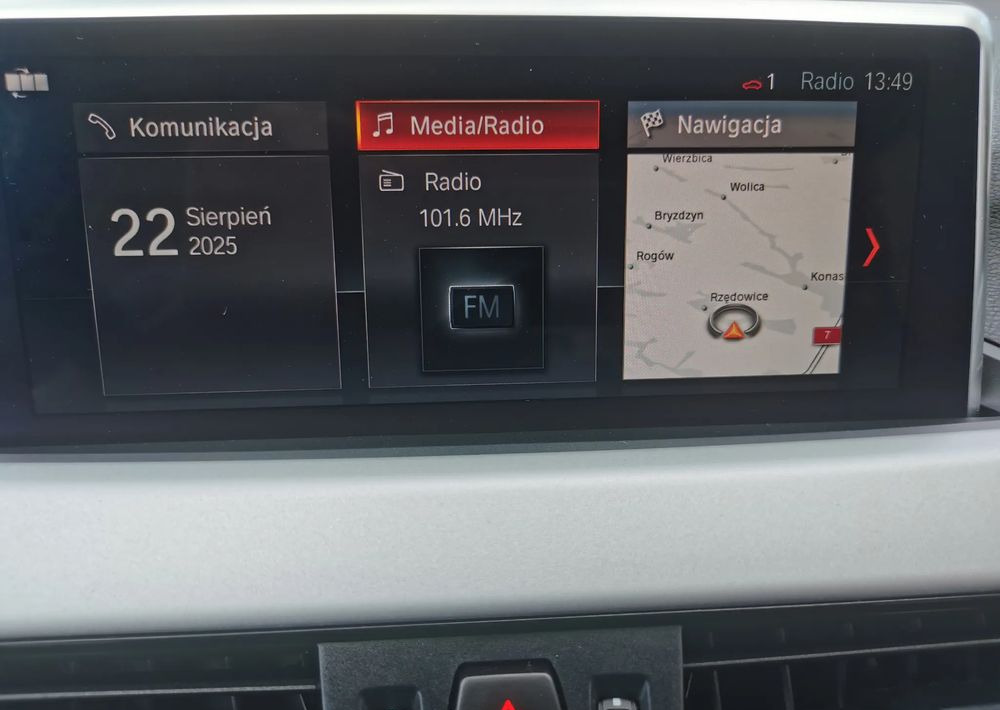 1 Radio 13:49
Komunikacja
22 Sierpień
2025
Media/Radio
Radio
101.6 MHz
FM
Nawigacja
Wierzbica
Wolica
Bryzdzyn
Rogów
Konas
Rzędowice
7